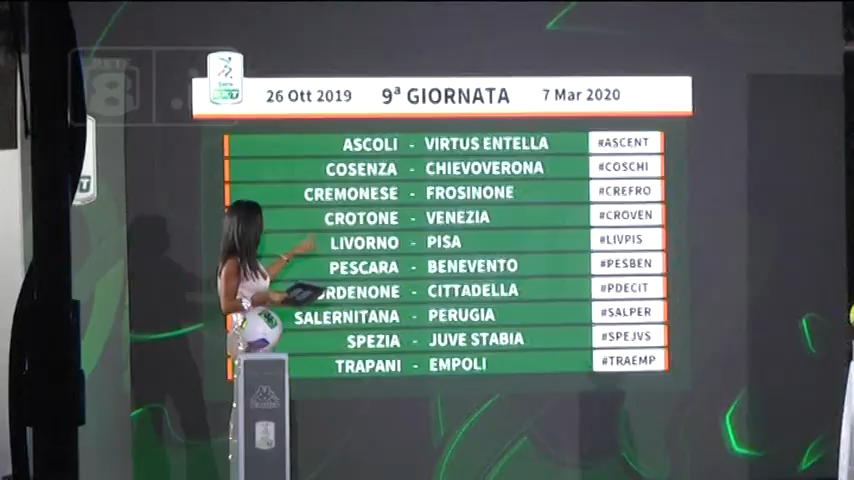 26 Ott 2019 9ª GIORNATA 7 Mar 2020
ASCOLI - VIRTUS ENTELLA #ASCENT
COSENZA - CHIEVOVERONA #COSCHI
CREMONESE - FROSINONE #CREFRO
CROTONE - VENEZIA #CROVEN
LIVORNO - PISA #LIVPIS
PESCARA - BENEVENTO #PESBEN
RDENONE - CITTADELLA #PDECIT
SALERNITANA - PERUGIA #SALPER
SPEZIA - JUVE STABIA #SPEJVS
TRAPANI - EMPOLI #TRAEMP